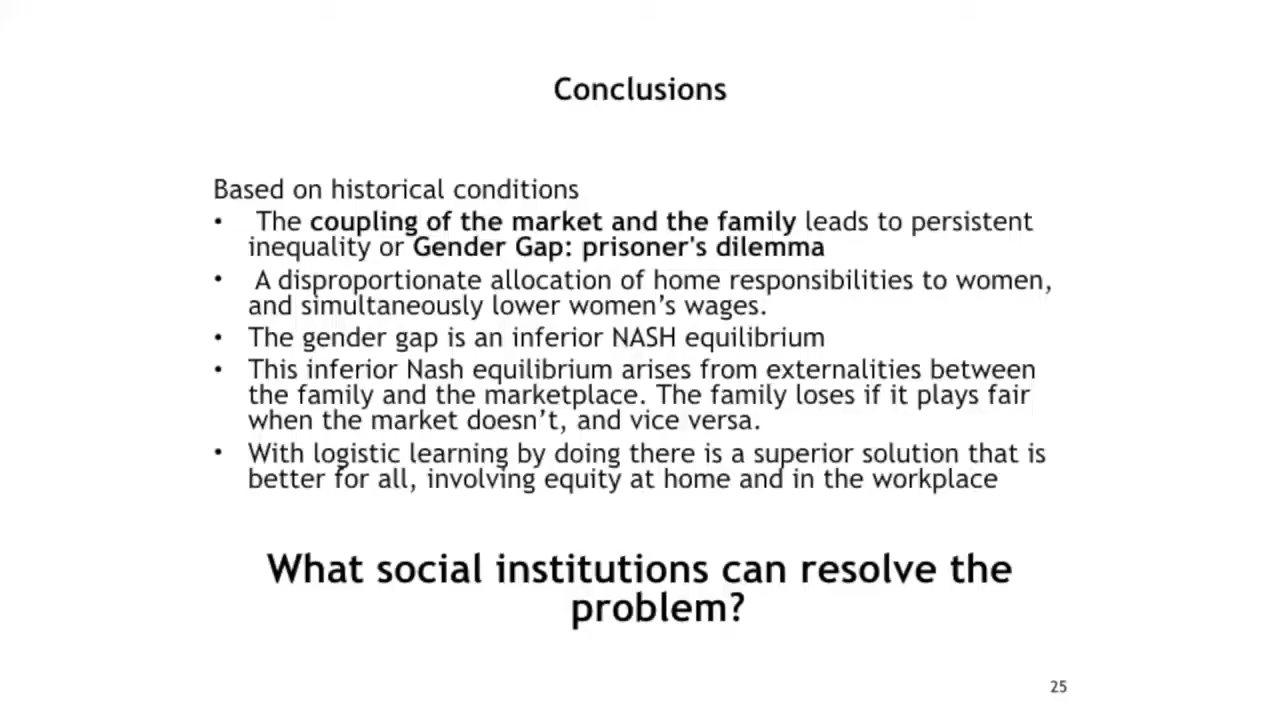 Conclusions
Based on historical conditions
• The coupling of the market and the family leads to persistent
inequality or Gender Gap: prisoner's dilemma
• A disproportionate allocation of home responsibilities to women,
and simultaneously lower women’s wages.
• The gender gap is an inferior NASH equilibrium
• This inferior Nash equilibrium arises from externalities between
the family and the marketplace. The family loses if it plays fair
when the market doesn’t, and vice versa.
• With logistic learning by doing there is a superior solution that is
better for all, involving equity at home and in the workplace
What social institutions can resolve the
problem?
25